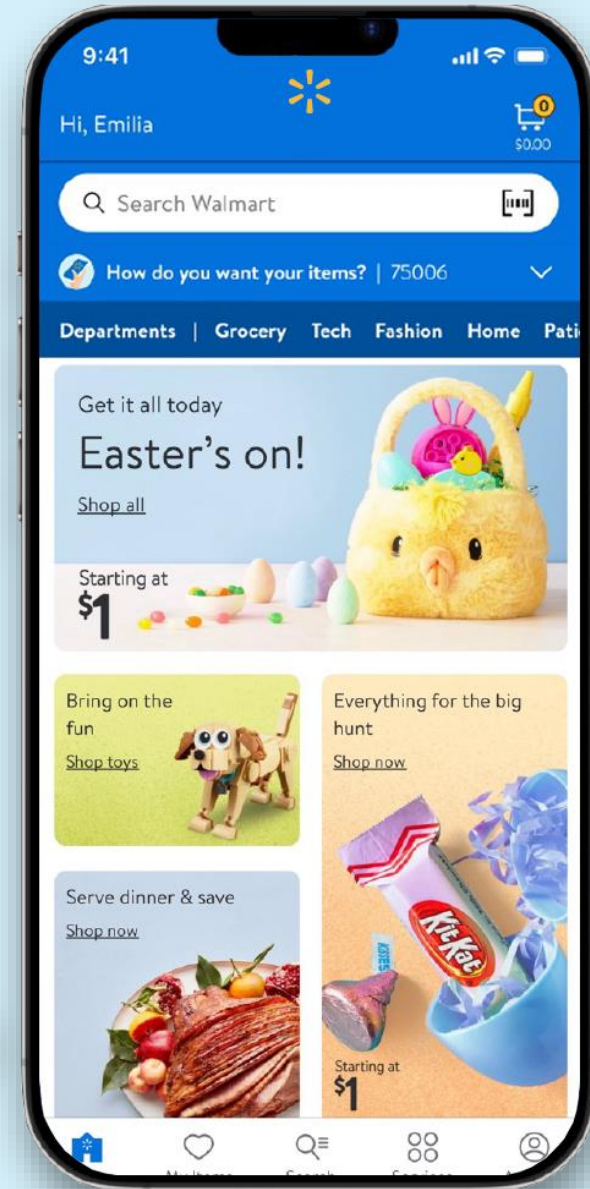 9:41
0
Hi, Emilia
$0.00
Search Walmart
How do you want your items? | 75006
Departments | Grocery Tech Fashion Home Pati
Get it all today
Easter's on!
Shop all
Starting at
$1
Bring on the
fun
Shop toys
Everything for the big
hunt
Shop now
KitKat
KISSES
Starting at
$1
Serve dinner & save
Shop now